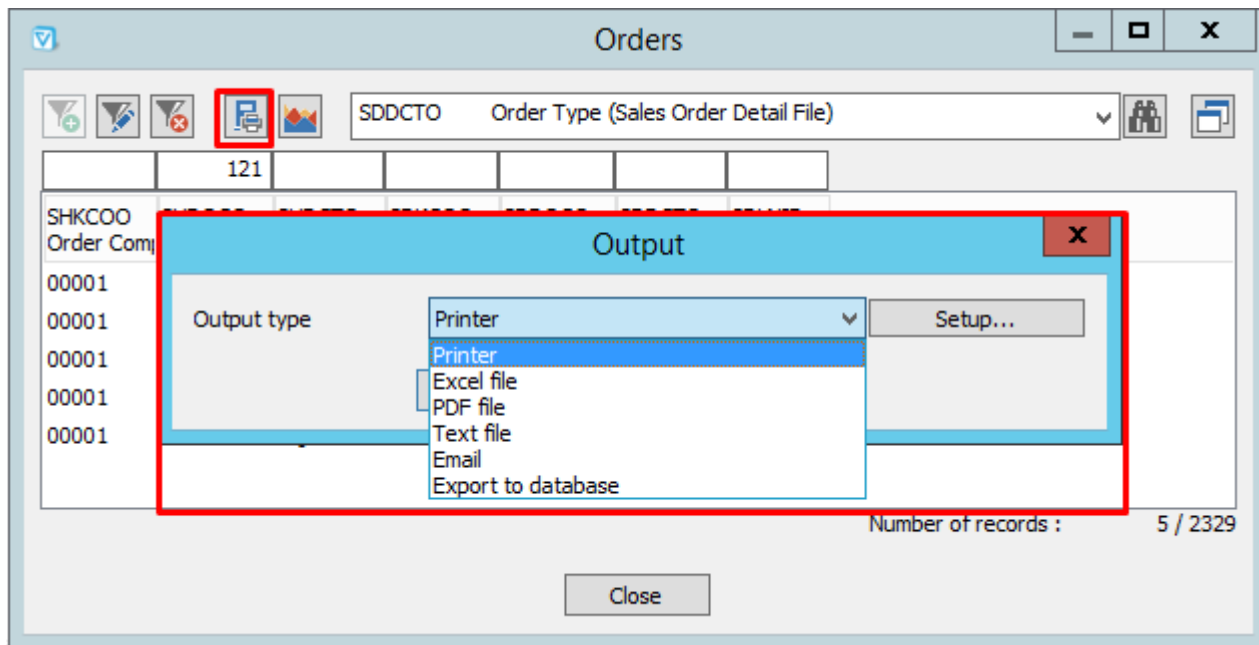 Orders
x
SDDCTO Order Type (Sales Order Detail File)
121
SHKCOO
Order Com
Output
x
00001
00001
00001
00001
00001
Output type
Printer
Setup...
Printer
Excel file
PDF file
Text file
Email
Export to database
Number of records : 5 / 2329
Close